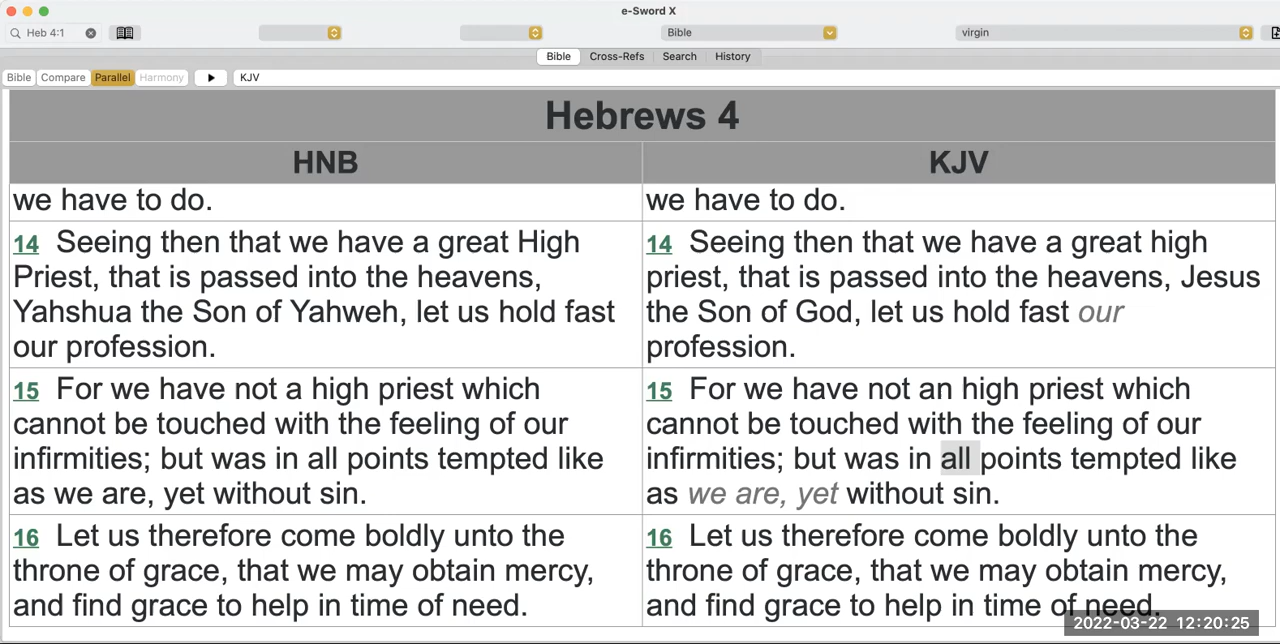 e-Sword X
Heb 4:1
Bible
virgin
Bible Cross-Refs Search History
Bible Compare Parallel Harmony KJV
Hebrews 4
HNB
we have to do.
14 Seeing then that we have a great High
Priest, that is passed into the heavens,
Yahshua the Son of Yahweh, let us hold fast
our profession.
15 For we have not a high priest which
cannot be touched with the feeling of our
infirmities; but was in all points tempted like
as we are, yet without sin.
16 Let us therefore come boldly unto the
throne of grace, that we may obtain mercy,
and find grace to help in time of need.
KJV
we have to do.
14 Seeing then that we have a great high
priest, that is passed into the heavens, Jesus
the Son of God, let us hold fast our
profession.
15 For we have not an high priest which
cannot be touched with the feeling of our
infirmities; but was in all points tempted like
as we are, yet without sin.
16 Let us therefore come boldly unto the
throne of grace, that we may obtain mercy,
and find grace to help in time of need.
2022-03-22 12:20:25